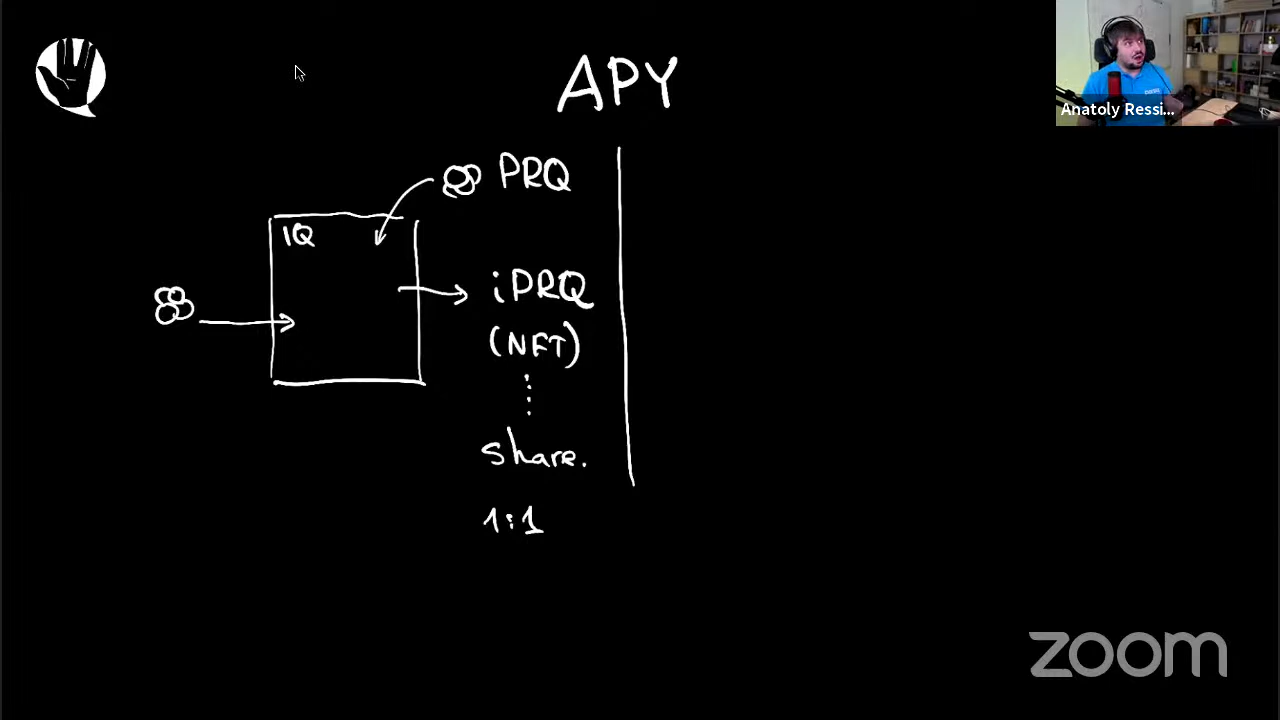 APY
Anatoly Ressi...
PRQ
IQ
iPRQ
(NFT)
share.
1:1
zoom